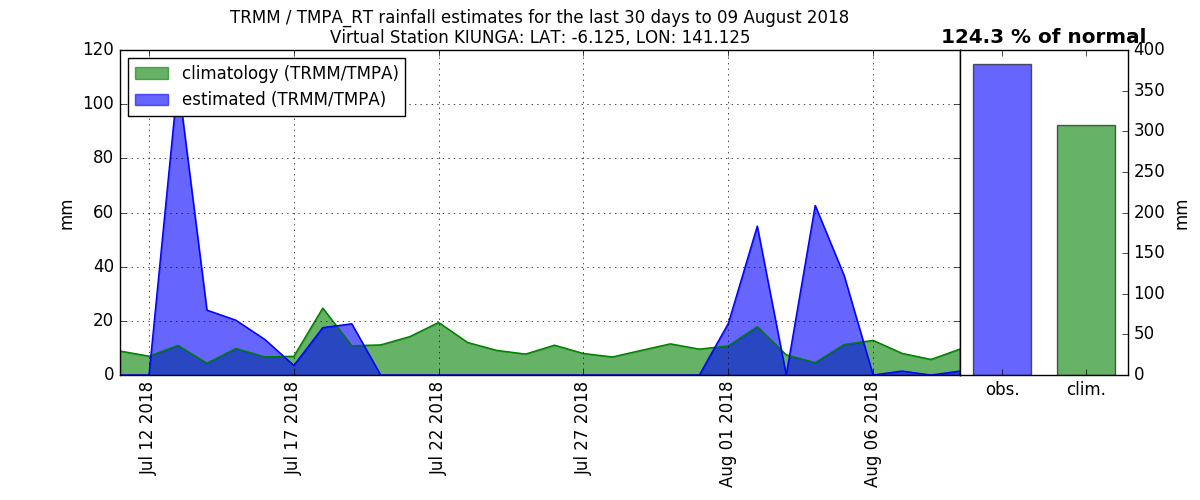 TRMM / TMPA_RT rainfall estimates for the last 30 days to 09 August 2018
Virtual Station KIUNGA: LAT: -6.125, LON: 141.125
124.3 % of normal
climatology (TRMM/TMPA)
estimated (TRMM/TMPA)
mm
120
100
80
60
40
20
0
Jul 12 2018
Jul 17 2018
Jul 22 2018
Jul 27 2018
Aug 01 2018
Aug 06 2018
obs.
clim.
400
350
300
250
200
150
100
50
0
mm